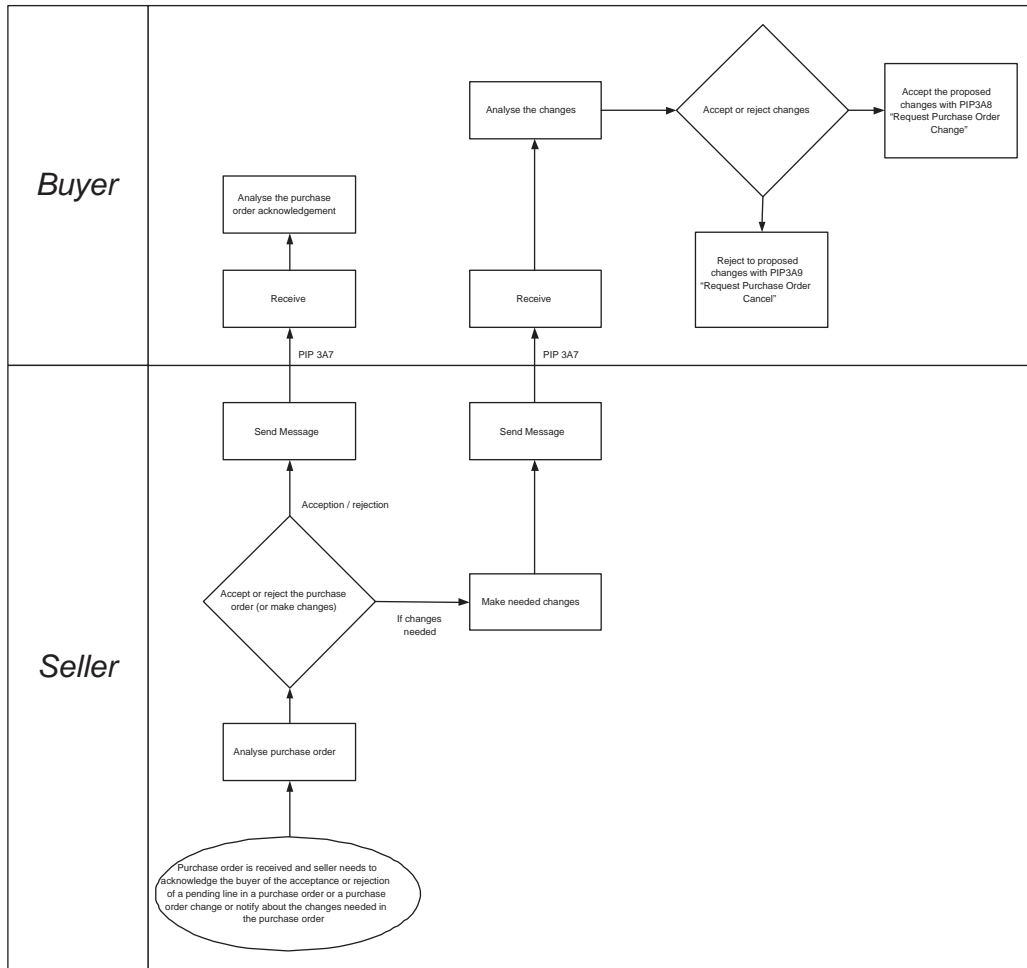 Buyer
Analyse the changes
Accept or reject changes
Accept the proposed
changes with PIP3A8
“Request Purchase Order
Change”
Analyse the purchase
order acknowledgement
Reject to proposed
changes with PIP3A9
“Request Purchase Order
Cancel”
Receive
Receive
PIP 3A7
PIP 3A7
Seller
Send Message
Send Message
Acception / rejection
Accept or reject the purchase
order (or make changes)
If changes
needed
Make needed changes
Analyse purchase order
Purchase order is received and seller needs to
acknowledge the buyer of the acceptance or rejection
of a pending line in a purchase order or a purchase
order change or notify about the changes needed in
the purchase order